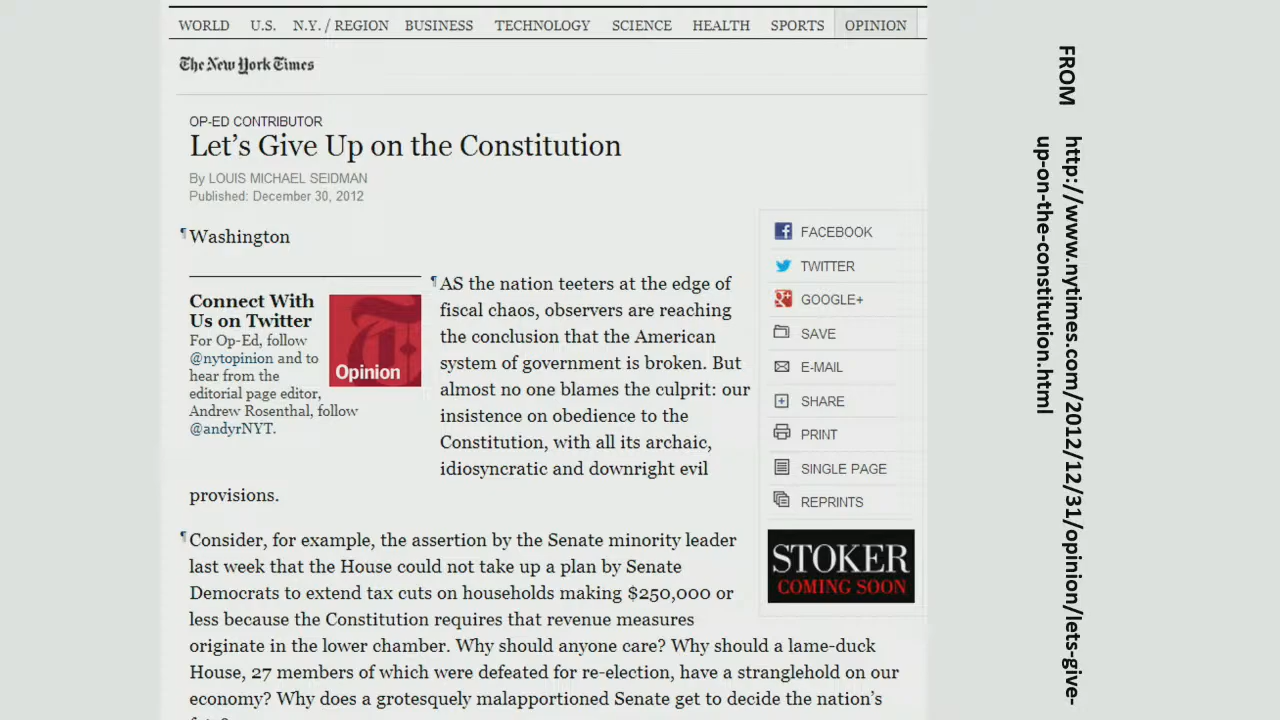 WORLD U.S. N.Y. / REGION BUSINESS TECHNOLOGY SCIENCE HEALTH SPORTS OPINION
The New York Times
OP-ED CONTRIBUTOR
Let's Give Up on the Constitution
By LOUIS MICHAEL SEIDMAN
Published: December 30, 2012
¶ Washington
Connect With
Us on Twitter
For Op-Ed, follow
@nytopinion and to
hear from the
editorial page editor,
Andrew Rosenthal, follow
@andyrNYT.
Opinion
¶ AS the nation teeters at the edge of
fiscal chaos, observers are reaching
the conclusion that the American
system of government is broken. But
almost no one blames the culprit: our
insistence on obedience to the
Constitution, with all its archaic,
idiosyncratic and downright evil
provisions.
¶ Consider, for example, the assertion by the Senate minority leader
last week that the House could not take up a plan by Senate
Democrats to extend tax cuts on households making $250,000 or
less because the Constitution requires that revenue measures
originate in the lower chamber. Why should anyone care? Why should a lame-duck
House, 27 members of which were defeated for re-election, have a stranglehold on our
economy? Why does a grotesquely malapportioned Senate get to decide the nation's
FACEBOOK
TWITTER
GOOGLE+
SAVE
E-MAIL
SHARE
PRINT
SINGLE PAGE
REPRINTS
STOKER
COMING SOON
FROM
http://www.nytimes.com/2012/12/31/opinion/lets-give-
up-on-the-constitution.html